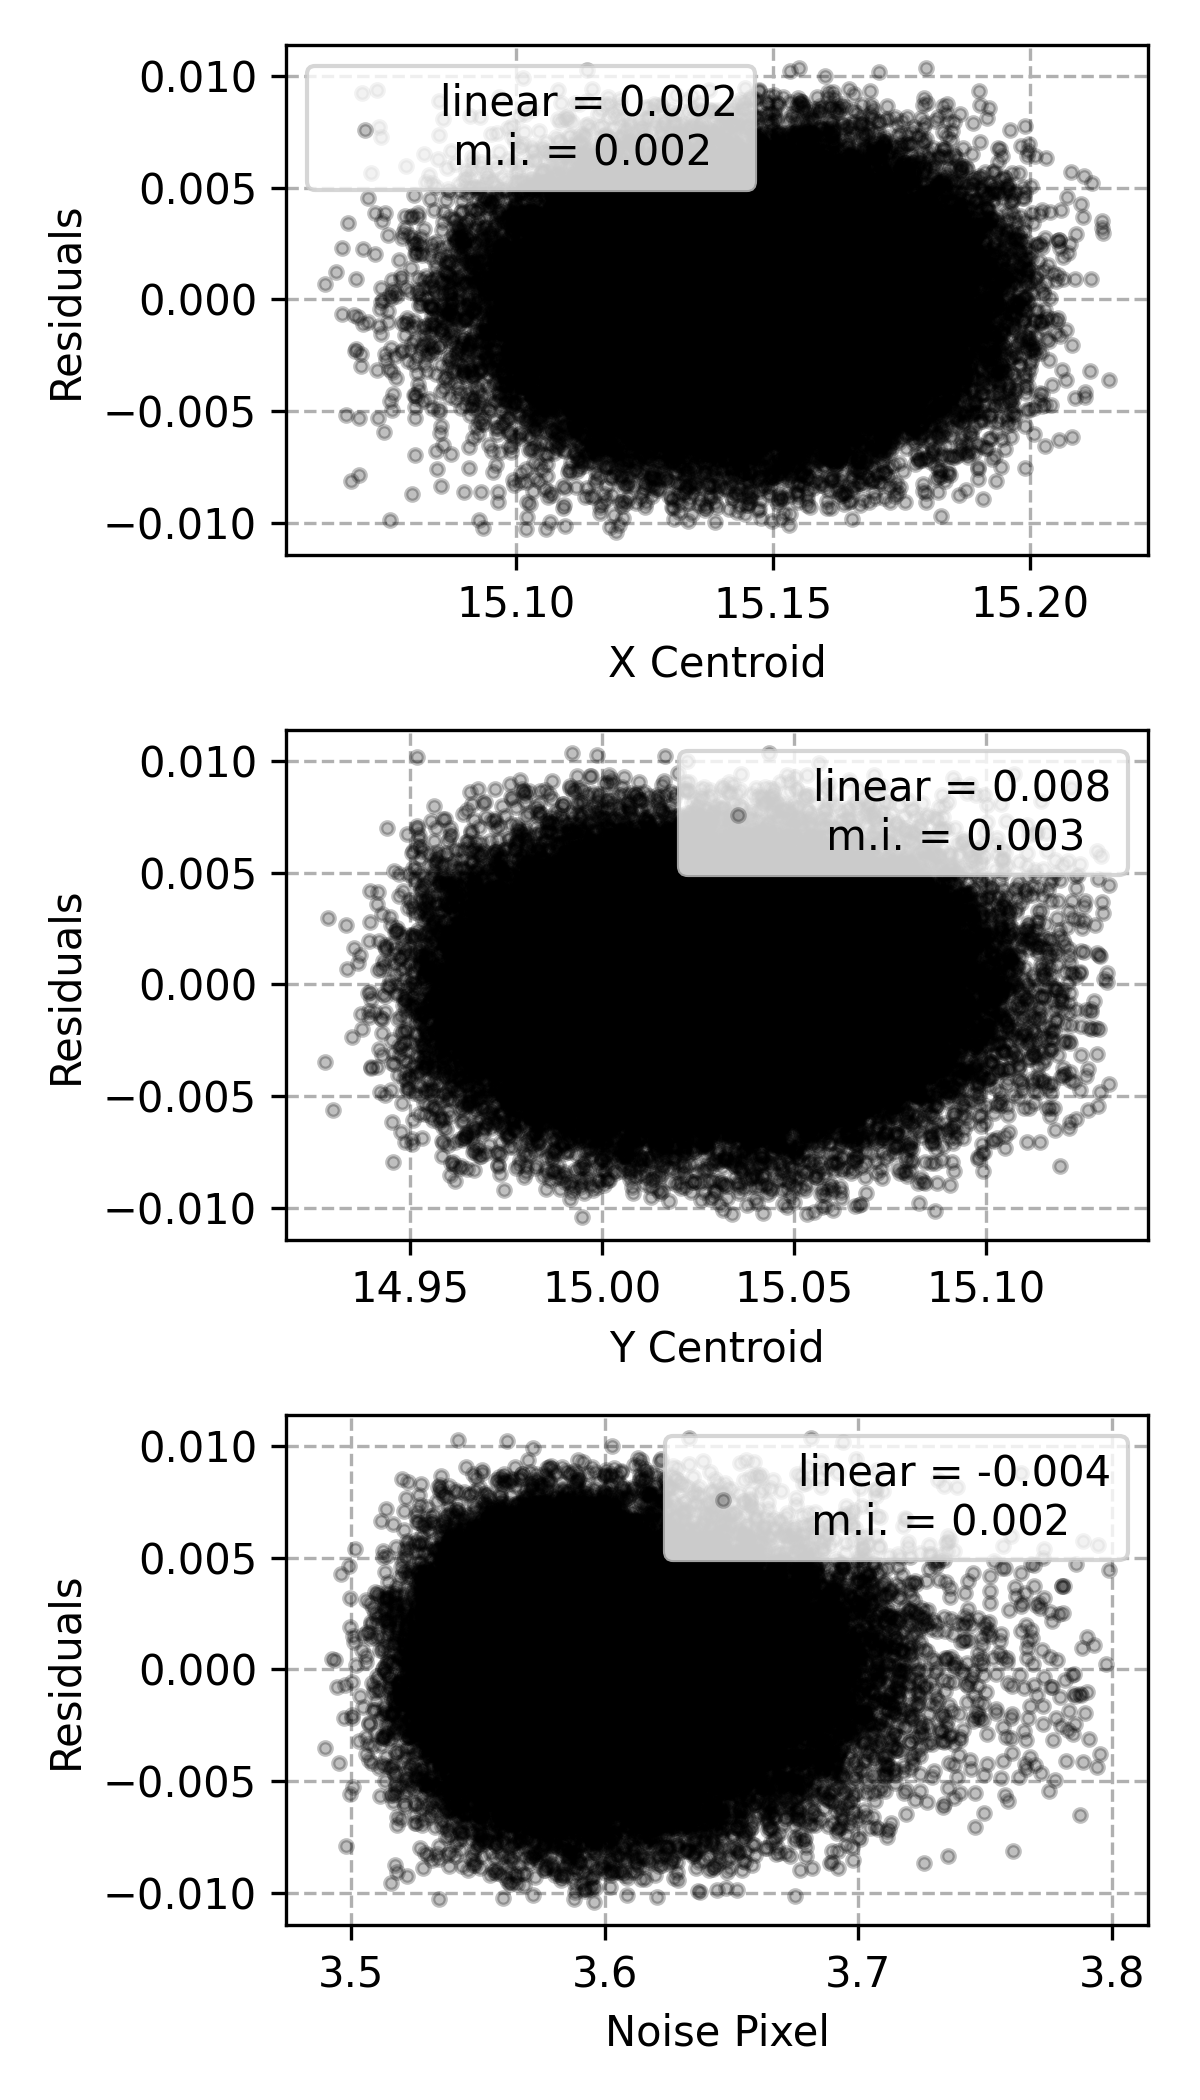 0.010
0.005
0.000
−0.005
−0.010
Residuals
linear = 0.002
m.i. = 0.002
15.10 15.15 15.20
X Centroid
0.010
0.005
0.000
−0.005
−0.010
Residuals
linear = 0.008
m.i. = 0.003
14.95 15.00 15.05 15.10
Y Centroid
0.010
0.005
0.000
−0.005
−0.010
Residuals
linear = -0.004
m.i. = 0.002
3.5 3.6 3.7 3.8
Noise Pixel